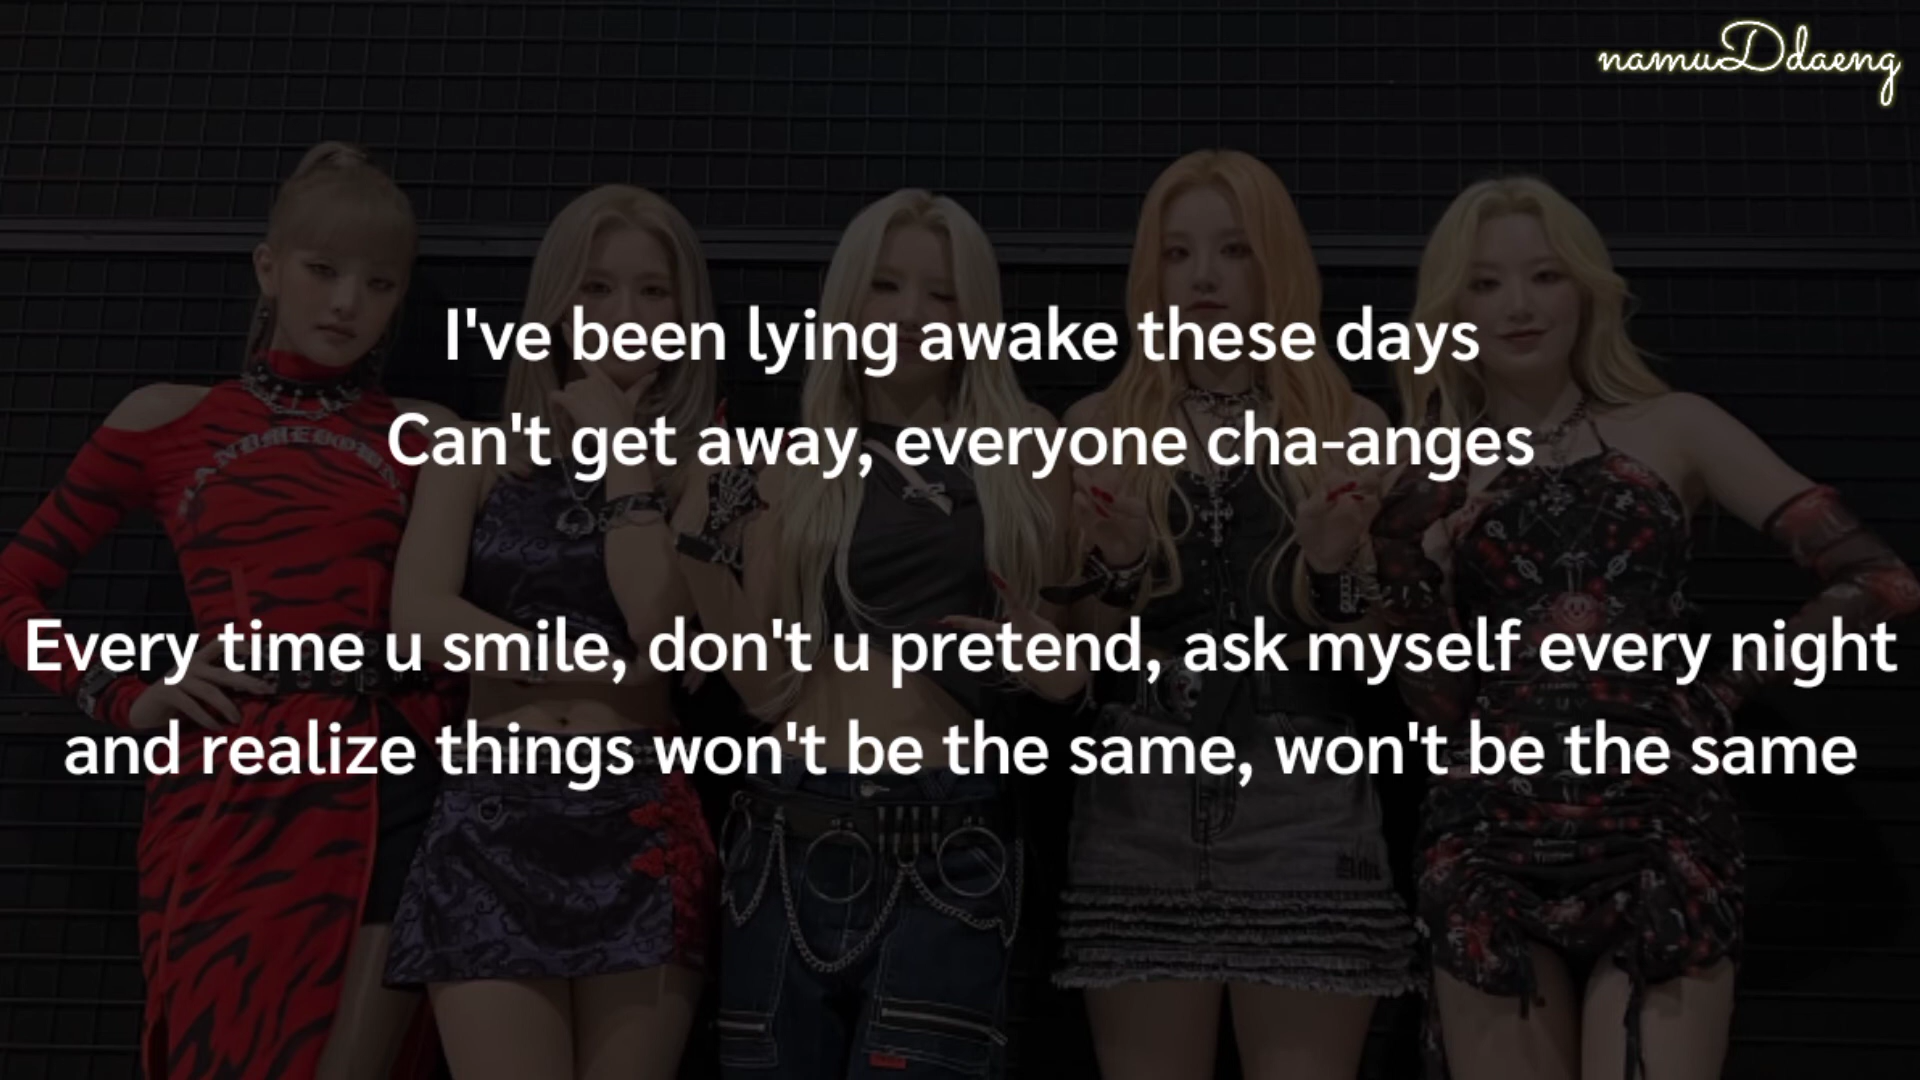 namuDdaeng
I've been lying awake these days
Can't get away, everyone cha-anges
Every time u smile, don't u pretend, ask myself every night
and realize things won't be the same, won't be the same